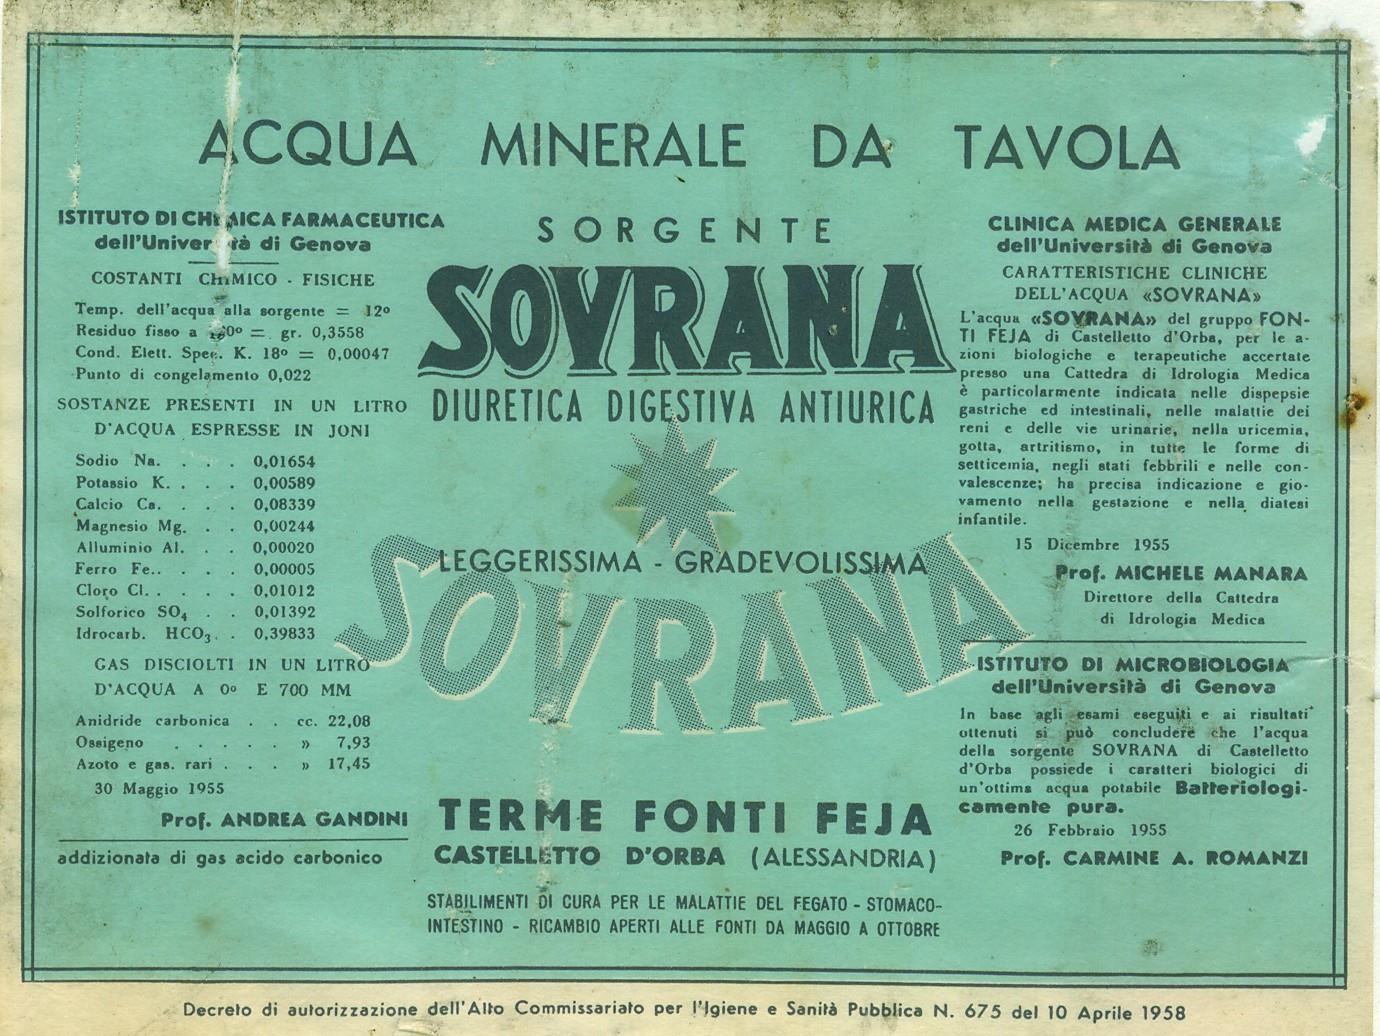 ACQUA MINERALE DA TAVOLA
ISTITUTO DI CHIMICA FARMACEUTICA
dell'Università di Genova
COSTANTI CHIMICO - FISICHE
Temp. dell'acqua alla sorgente = 12º
Residuo fisso a 180º = gr. 0,3558
Cond. Elett. Spec. K. 18º = 0,00047
Punto di congelamento 0,022
SOSTANZE PRESENTI IN UN LITRO
D'ACQUA ESPRESSE IN JONI
Sodio Na. . . . 0,01654
Potassio K. . . . 0,00589
Calcio Ca. . . . 0,08339
Magnesio Mg. . . 0,00244
Alluminio Al. . . 0,00020
Ferro Fe.. . . . 0,00005
Cloro Cl. . . . . 0,01012
Solforico SO4 . . 0,01392
Idrocarb. HCO3 . . 0,39833
GAS DISCIOLTI IN UN LITRO
D'ACQUA A 0º E 700 MM
Anidride carbonica . . cc. 22,08
Ossigeno . . . . . » 7,93
Azoto e gas. rari . . . » 17,45
30 Maggio 1955
Prof. ANDREA GANDINI
addizionata di gas acido carbonico
SORGENTE
SOVRANA
DIURETICA DIGESTIVA ANTIURICA
LEGGERISSIMA - GRADEVOLISSIMA
SOVRANA
TERME FONTI FEJA
CASTELLETTO D'ORBA (ALESSANDRIA)
STABILIMENTI DI CURA PER LE MALATTIE DEL FEGATO - STOMACO-
INTESTINO - RICAMBIO APERTI ALLE FONTI DA MAGGIO A OTTOBRE
CLINICA MEDICA GENERALE
dell'Università di Genova
CARATTERISTICHE CLINICHE
DELL'ACQUA «SOVRANA»
L'acqua «SOVRANA» del gruppo FON-
TI FEJA di Castelletto d'Orba, per le a-
zioni biologiche e terapeutiche accertate
presso una Cattedra di Idrologia Medica
è particolarmente indicata nelle dispepsie
gastriche ed intestinali, nelle malattie dei
reni e delle vie urinarie, nella uricemia,
gotta, artritismo, in tutte le forme di
setticemia, negli stati febbrili e nelle con-
valescenze; ha precisa indicazione e gio-
vamento nella gestazione e nella diatesi
infantile.
15 Dicembre 1955
Prof. MICHELE MANARA
Direttore della Cattedra
di Idrologia Medica
ISTITUTO DI MICROBIOLOGIA
dell'Università di Genova
In base agli esami eseguiti e ai risultati
ottenuti si può concludere che l'acqua
della sorgente SOVRANA di Castelletto
d'Orba possiede i caratteri biologici di
un'ottima acqua potabile Batteriologi-
camente pura.
26 Febbraio 1955
Prof. CARMINE A. ROMANZI
Decreto di autorizzazione dell'Alto Commissariato per l'Igiene e Sanità Pubblica N. 675 del 10 Aprile 1958